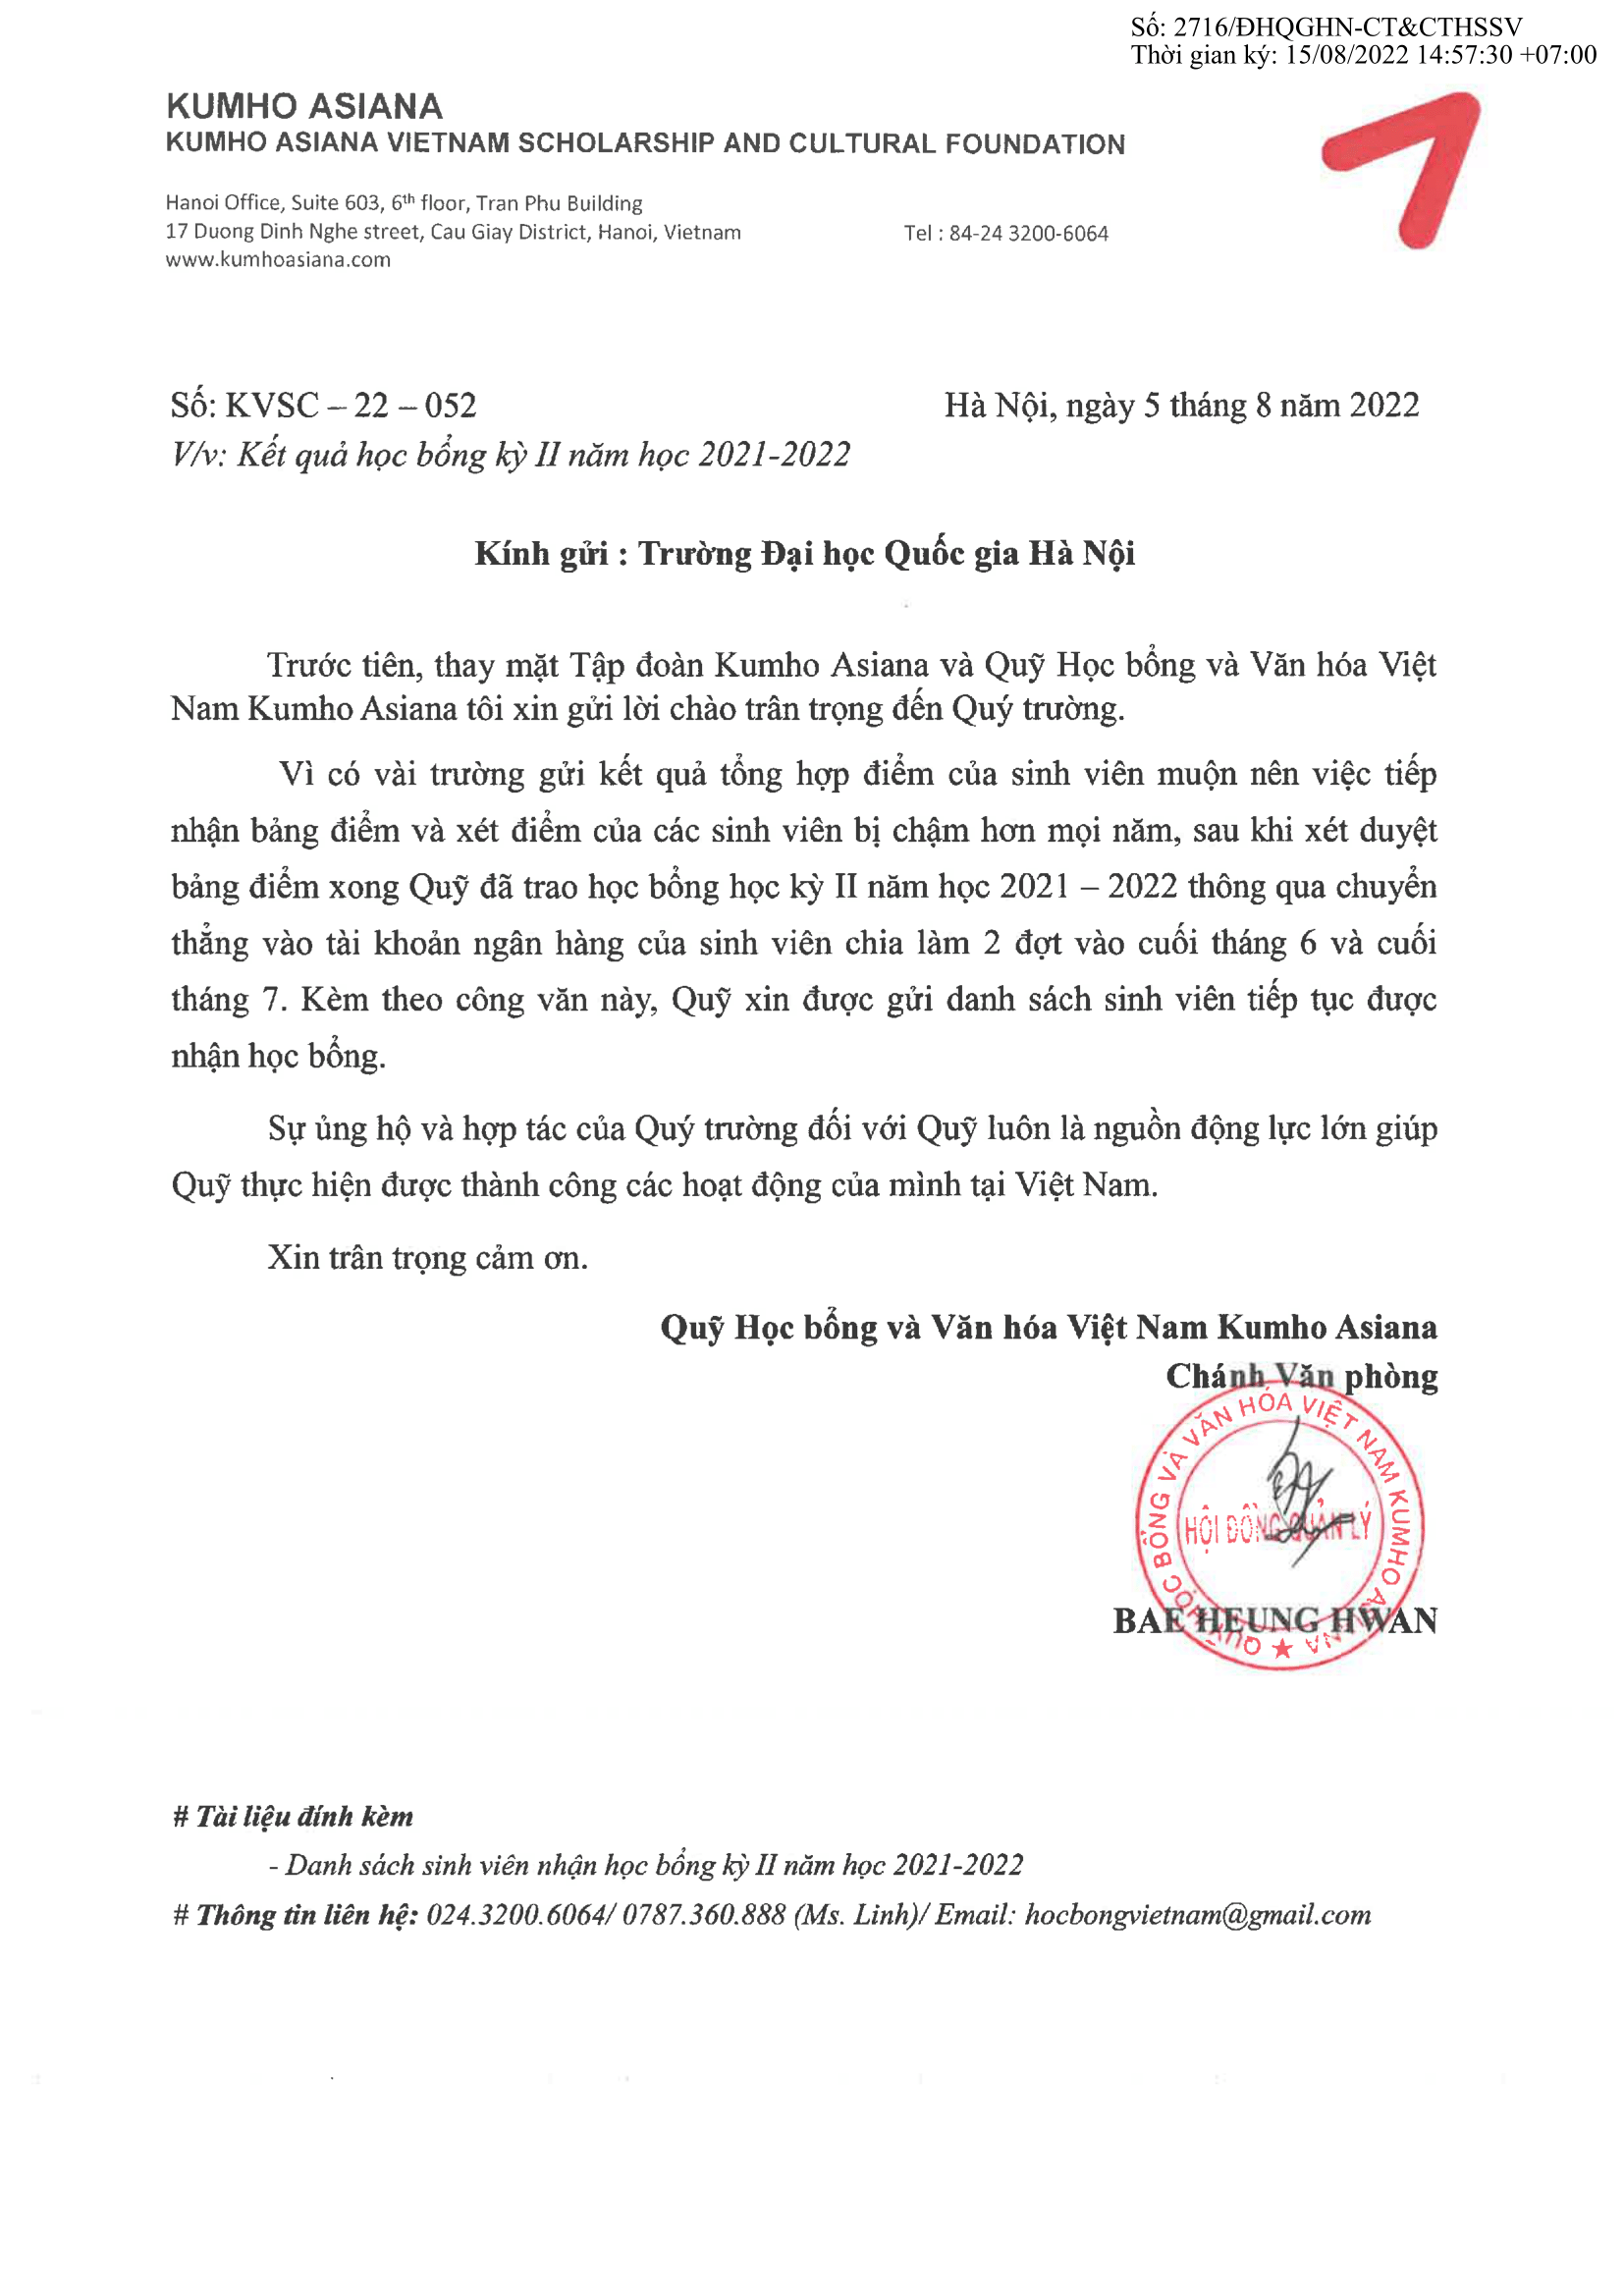 Số: 2716/ĐHQGHN-CT&CTHSSV
Thời gian ký: 15/08/2022 14:57:30 +07:00
KUMHO ASIANA
KUMHO ASIANA VIETNAM SCHOLARSHIP AND CULTURAL FOUNDATION
Hanoi Office, Suite 603, 6th floor, Tran Phu Building
17 Duong Dinh Nghe street, Cau Giay District, Hanoi, Vietnam Tel : 84-24 3200-6064
www.kumhoasiana.com
Số: KVSC – 22 – 052 Hà Nội, ngày 5 tháng 8 năm 2022
V/v: Kết quả học bổng kỳ II năm học 2021-2022
Kính gửi : Trường Đại học Quốc gia Hà Nội
Trước tiên, thay mặt Tập đoàn Kumho Asiana và Quỹ Học bổng và Văn hóa Việt
Nam Kumho Asiana tôi xin gửi lời chào trân trọng đến Quý trường.
Vì có vài trường gửi kết quả tổng hợp điểm của sinh viên muộn nên việc tiếp
nhận bảng điểm và xét điểm của các sinh viên bị chậm hơn mọi năm, sau khi xét duyệt
bảng điểm xong Quỹ đã trao học bổng học kỳ II năm học 2021 – 2022 thông qua chuyển
thẳng vào tài khoản ngân hàng của sinh viên chia làm 2 đợt vào cuối tháng 6 và cuối
tháng 7. Kèm theo công văn này, Quỹ xin được gửi danh sách sinh viên tiếp tục được
nhận học bổng.
Sự ủng hộ và hợp tác của Quý trường đối với Quỹ luôn là nguồn động lực lớn giúp
Quỹ thực hiện được thành công các hoạt động của mình tại Việt Nam.
Xin trân trọng cảm ơn.
Quỹ Học bổng và Văn hóa Việt Nam Kumho Asiana
Chánh Văn phòng
QUỸ HỌC BỔNG VÀ VĂN HÓA VIỆT NAM KUMHO ASIANA
HỘI ĐỒNG QUẢN LÝ
BAE HEUNG HWAN
# Tài liệu đính kèm
- Danh sách sinh viên nhận học bổng kỳ II năm học 2021-2022
# Thông tin liên hệ: 024.3200.6064/ 0787.360.888 (Ms. Linh)/ Email: hocbongvietnam@gmail.com